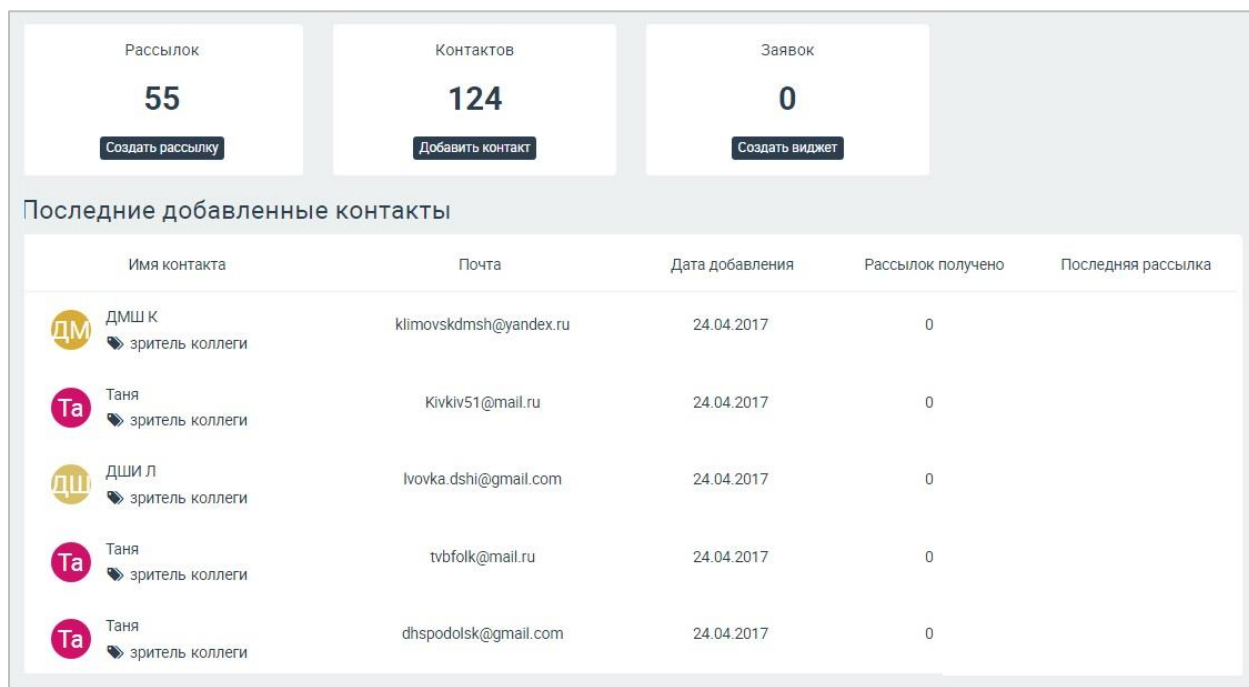 Рассылок Контактов Заявок
55 124 0
Создать рассылку Добавить контакт Создать виджет
Последние добавленные контакты
Имя контакта Почта Дата добавления Рассылок получено Последняя рассылка
ДМ ДМШ К klimovskdmsh@yandex.ru 24.04.2017 0
зритель коллеги
Та Таня Kivkiv51@mail.ru 24.04.2017 0
зритель коллеги
ДШ ДШИ Л lvovka.dshi@gmail.com 24.04.2017 0
зритель коллеги
Та Таня tvbfolk@mail.ru 24.04.2017 0
зритель коллеги
Та Таня dhspodolsk@gmail.com 24.04.2017 0
зритель коллеги